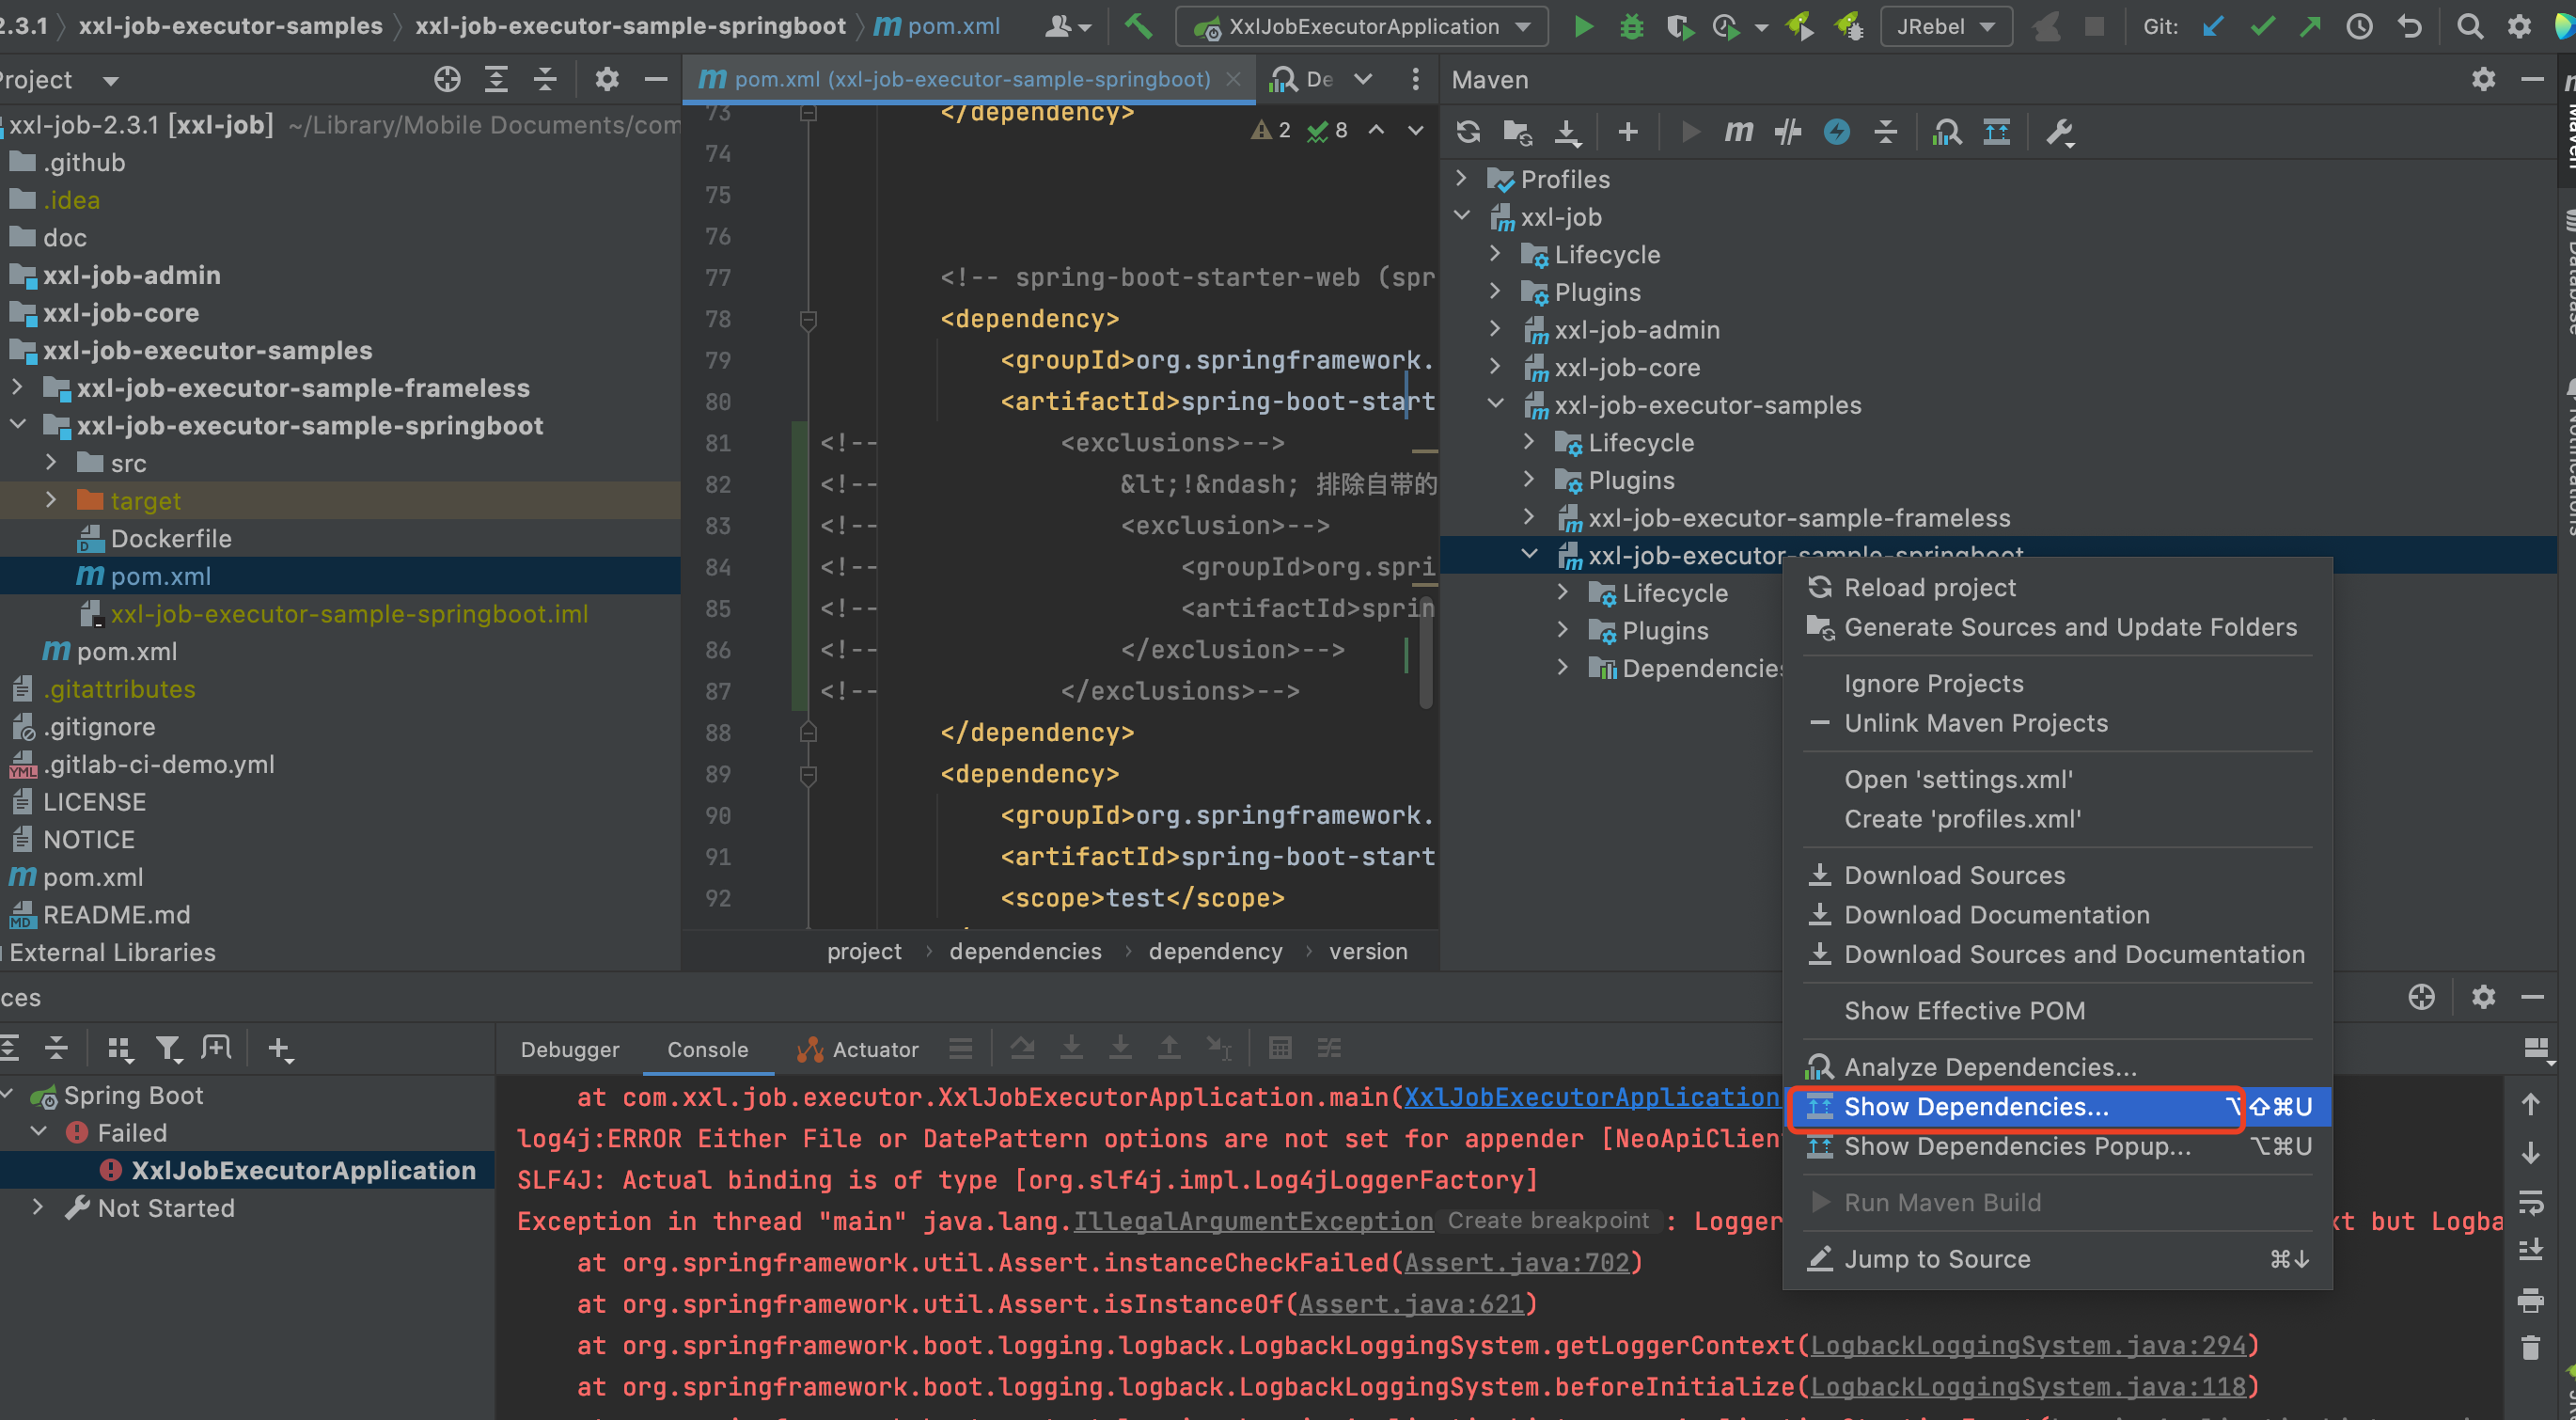 2.3.1 〉 xxl-job-executor-samples 〉 xxl-job-executor-sample-springboot 〉 m pom.xml
XxlJobExecutorApplication
JRebel
Git:
Project
pom.xml (xxl-job-executor-sample-springboot)
De
Maven
xxl-job-2.3.1 [xxl-job] ~/Library/Mobile Documents/com
.github
.idea
doc
xxl-job-admin
xxl-job-core
xxl-job-executor-samples
xxl-job-executor-sample-frameless
xxl-job-executor-sample-springboot
src
target
Dockerfile
pom.xml
xxl-job-executor-sample-springboot.iml
pom.xml
.gitattributes
.gitignore
.gitlab-ci-demo.yml
LICENSE
NOTICE
pom.xml
README.md
External Libraries
2 8
73 </dependency>
74
75
76
77 <!-- spring-boot-starter-web (spr
78 <dependency>
79 <groupId>org.springframework.
80 <artifactId>spring-boot-start
81 <!-- <exclusions>-->
82 <!-- &lt;!&ndash; 排除自带的
83 <!-- <exclusion>-->
84 <!-- <groupId>org.spri
85 <!-- <artifactId>sprin
86 <!-- </exclusion>-->
87 <!-- </exclusions>-->
88 </dependency>
89 <dependency>
90 <groupId>org.springframework.
91 <artifactId>spring-boot-start
92 <scope>test</scope>
project › dependencies › dependency › version
Profiles
xxl-job
Lifecycle
Plugins
xxl-job-admin
xxl-job-core
xxl-job-executor-samples
Lifecycle
Plugins
xxl-job-executor-sample-frameless
xxl-job-executor-sample-springboot
Lifecycle
Plugins
Dependencies
Maven
Database
Notifications
Reload project
Generate Sources and Update Folders
Ignore Projects
Unlink Maven Projects
Open 'settings.xml'
Create 'profiles.xml'
Download Sources
Download Documentation
Download Sources and Documentation
Show Effective POM
Analyze Dependencies...
Show Dependencies... ⌥⇧⌘U
Show Dependencies Popup... ⌥⌘U
Run Maven Build
Jump to Source ⌘↓
ces
Debugger Console Actuator
Spring Boot
Failed
XxlJobExecutorApplication
Not Started
at com.xxl.job.executor.XxlJobExecutorApplication.main(XxlJobExecutorApplication
log4j:ERROR Either File or DatePattern options are not set for appender [NeoApiClien
SLF4J: Actual binding is of type [org.slf4j.impl.Log4jLoggerFactory]
Exception in thread "main" java.lang.IllegalArgumentException Create breakpoint : Logger xt but Logba
at org.springframework.util.Assert.instanceCheckFailed(Assert.java:702)
at org.springframework.util.Assert.isInstanceOf(Assert.java:621)
at org.springframework.boot.logging.logback.LogbackLoggingSystem.getLoggerContext(LogbackLoggingSystem.java:294)
at org.springframework.boot.logging.logback.LogbackLoggingSystem.beforeInitialize(LogbackLoggingSystem.java:118)